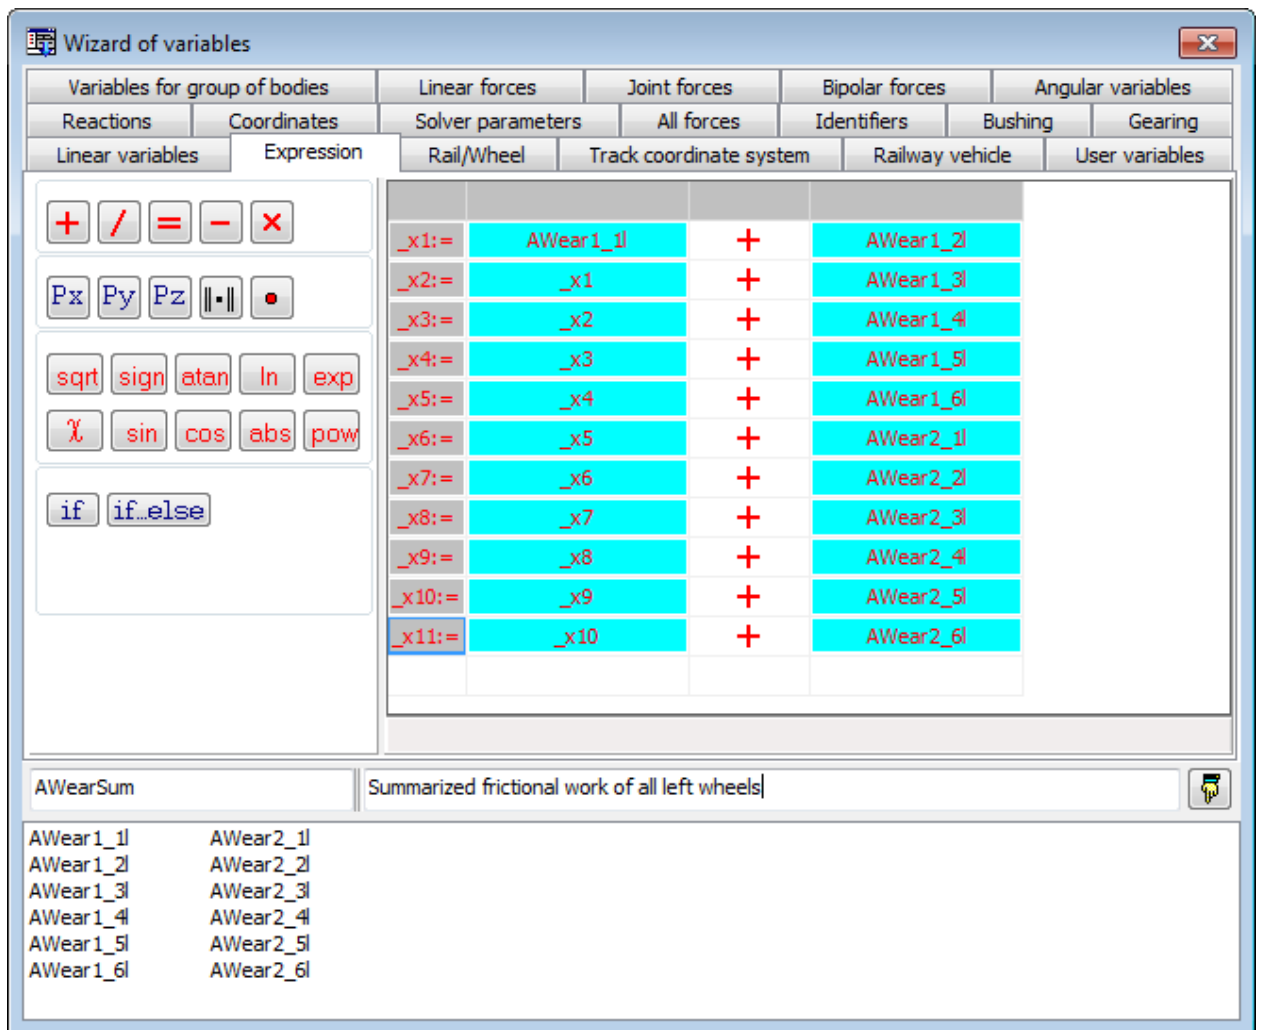 Wizard of variables
Variables for group of bodies Linear forces Joint forces Bipolar forces Angular variables
Reactions Coordinates Solver parameters All forces Identifiers Bushing Gearing
Linear variables Expression Rail/Wheel Track coordinate system Railway vehicle User variables
+ / = − ×
Px Py Pz ‖·‖ •
sqrt sign atan ln exp
χ sin cos abs pow
if if...else
_x1:= AWear1_1l + AWear1_2l
_x2:= _x1 + AWear1_3l
_x3:= _x2 + AWear1_4l
_x4:= _x3 + AWear1_5l
_x5:= _x4 + AWear1_6l
_x6:= _x5 + AWear2_1l
_x7:= _x6 + AWear2_2l
_x8:= _x7 + AWear2_3l
_x9:= _x8 + AWear2_4l
_x10:= _x9 + AWear2_5l
_x11:= _x10 + AWear2_6l
AWearSum Summarized frictional work of all left wheels
AWear1_1l AWear2_1l
AWear1_2l AWear2_2l
AWear1_3l AWear2_3l
AWear1_4l AWear2_4l
AWear1_5l AWear2_5l
AWear1_6l AWear2_6l